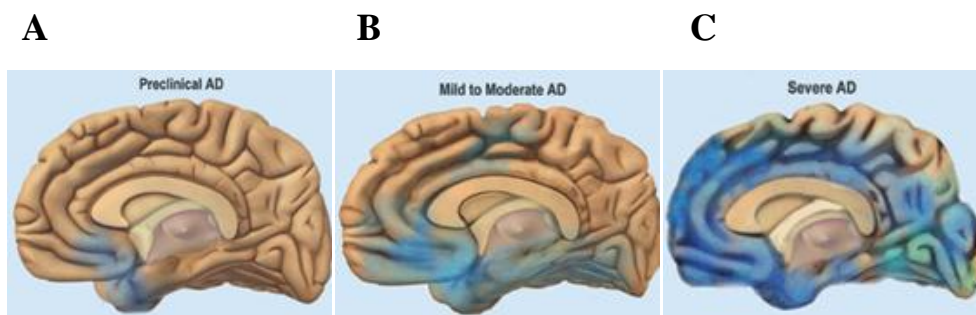 A B C
Preclinical AD
Mild to Moderate AD
Severe AD